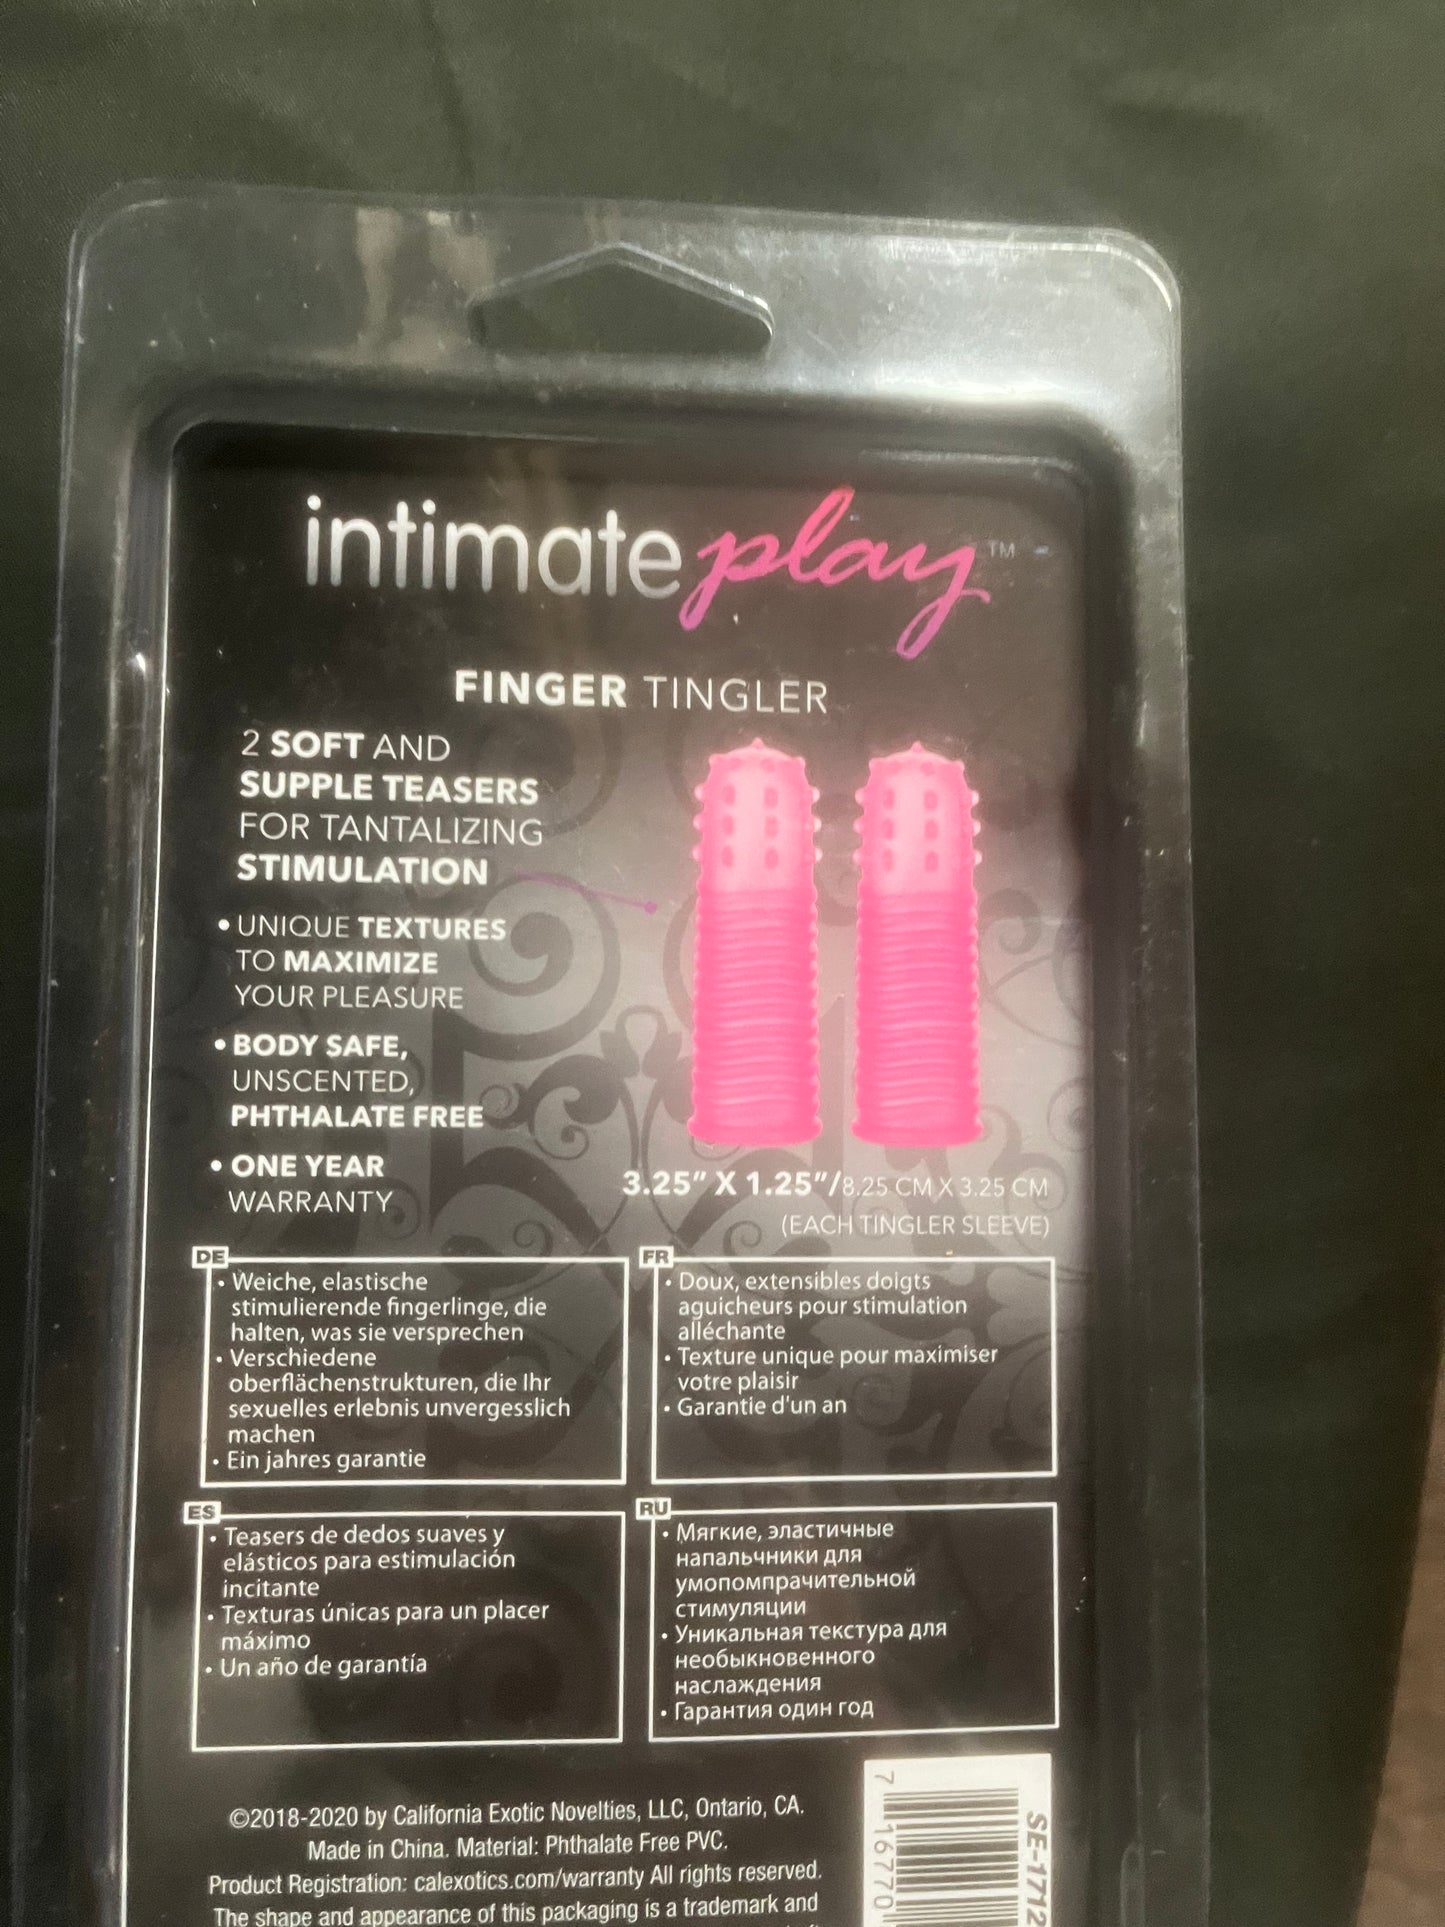 intimate play™
FINGER TINGLER
2 SOFT AND
SUPPLE TEASERS
FOR TANTALIZING
STIMULATION
• UNIQUE TEXTURES
TO MAXIMIZE
YOUR PLEASURE
• BODY SAFE,
UNSCENTED,
PHTHALATE FREE
• ONE YEAR
WARRANTY
3.25” X 1.25”/8.25 CM X 3.25 CM
(EACH TINGLER SLEEVE)
DE
• Weiche, elastische
stimulierende fingerlinge, die
halten, was sie versprechen
• Verschiedene
oberflächenstrukturen, die Ihr
sexuelles erlebnis unvergesslich
machen
• Ein jahres garantie
FR
• Doux, extensibles doigts
aguicheurs pour stimulation
alléchante
• Texture unique pour maximiser
votre plaisir
• Garantie d'un an
ES
• Teasers de dedos suaves y
elásticos para estimulación
incitante
• Texturas únicas para un placer
máximo
• Un año de garantía
RU
• Мягкие, эластичные
напальчники для
умопомпрачительной
стимуляции
• Уникальная текстура для
необыкновенного
наслаждения
• Гарантия один год
©2018-2020 by California Exotic Novelties, LLC, Ontario, CA.
Made in China. Material: Phthalate Free PVC.
Product Registration: calexotics.com/warranty All rights reserved.
The shape and appearance of this packaging is a trademark and
7 16770
SE-1712